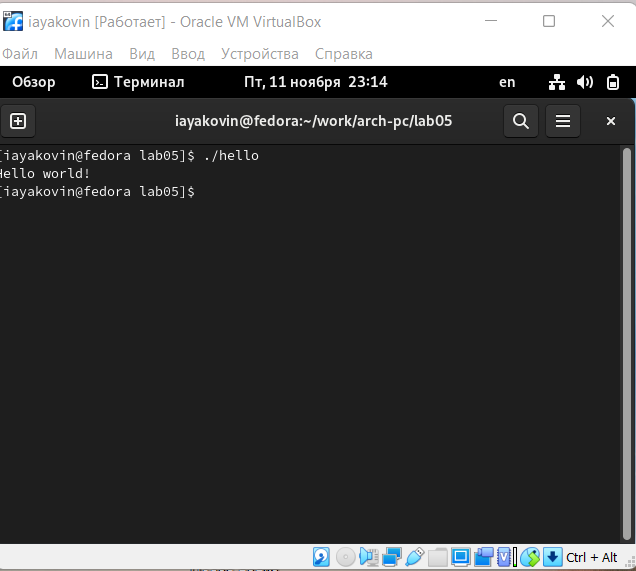 iayakovin [Работает] - Oracle VM VirtualBox
Файл Машина Вид Ввод Устройства Справка
Обзор Терминал Пт, 11 ноября 23:14 en
iayakovin@fedora:~/work/arch-pc/lab05
[iayakovin@fedora lab05]$ ./hello
Hello world!
[iayakovin@fedora lab05]$
Ctrl + Alt